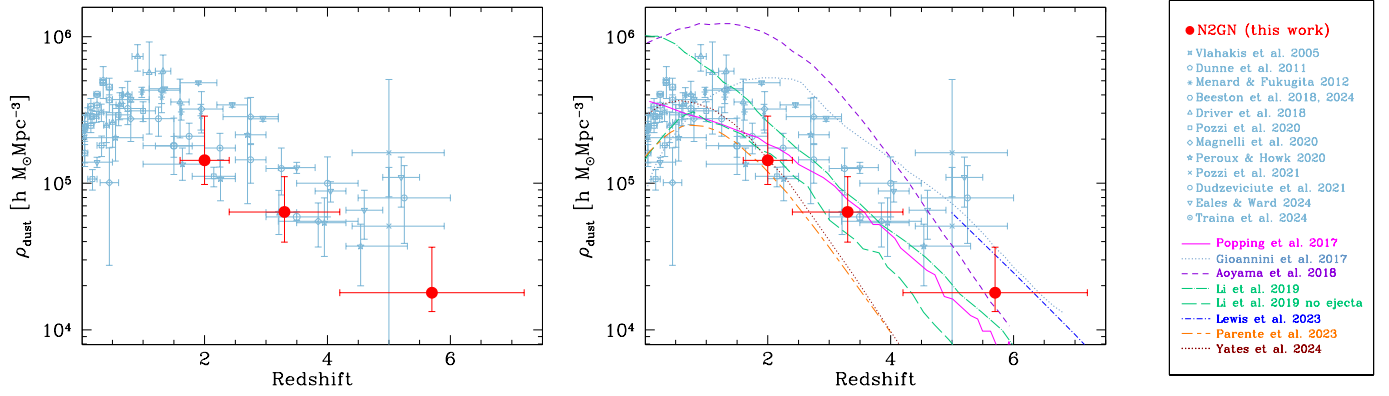 10⁶
10⁵
10⁴
ρdust [h M⊙Mpc⁻³]
2
4
6
Redshift
10⁶
10⁵
10⁴
ρdust [h M⊙Mpc⁻³]
2
4
6
Redshift
N2GN (this work)
Vlahakis et al. 2005
Dunne et al. 2011
Menard & Fukugita 2012
Beeston et al. 2018, 2024
Driver et al. 2018
Pozzi et al. 2020
Magnelli et al. 2020
Peroux & Howk 2020
Pozzi et al. 2021
Dudzeviciute et al. 2021
Eales & Ward 2024
Traina et al. 2024
Popping et al. 2017
Gioannini et al. 2017
Aoyama et al. 2018
Li et al. 2019
Li et al. 2019 no ejecta
Lewis et al. 2023
Parente et al. 2023
Yates et al. 2024